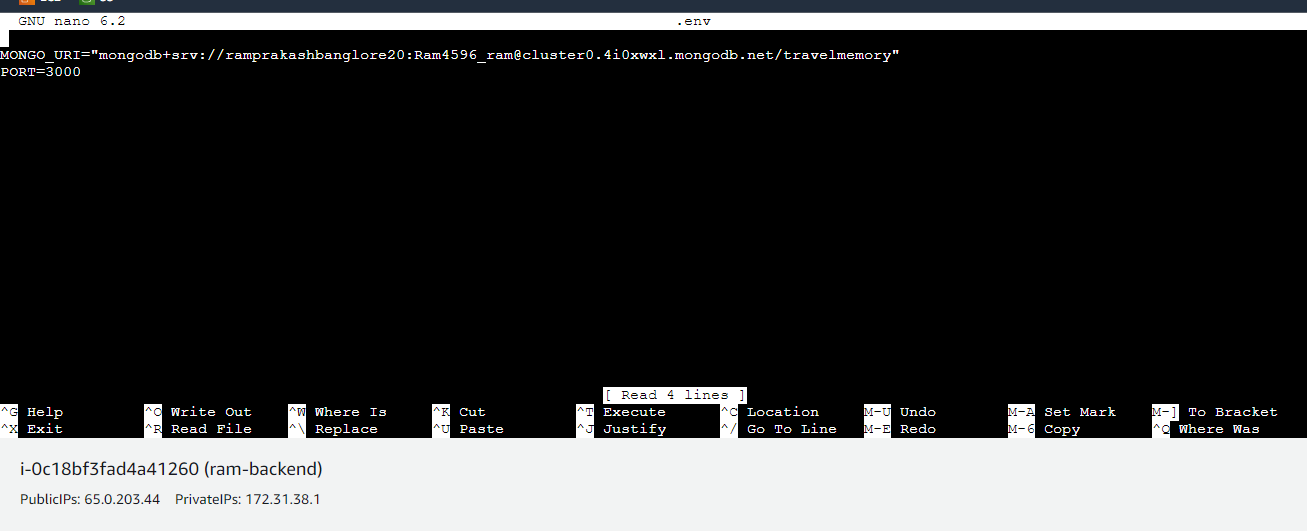 GNU nano 6.2 .env
MONGO_URI="mongodb+srv://ramprakashbanglore20:Ram4596_ram@cluster0.4i0xwxl.mongodb.net/travelmemory"
PORT=3000
[ Read 4 lines ]
^G Help ^O Write Out ^W Where Is ^K Cut ^T Execute ^C Location M-U Undo M-A Set Mark M-] To Bracket
^X Exit ^R Read File ^\ Replace ^U Paste ^J Justify ^/ Go To Line M-E Redo M-6 Copy ^Q Where Was
i-0c18bf3fad4a41260 (ram-backend)
PublicIPs: 65.0.203.44 PrivateIPs: 172.31.38.1